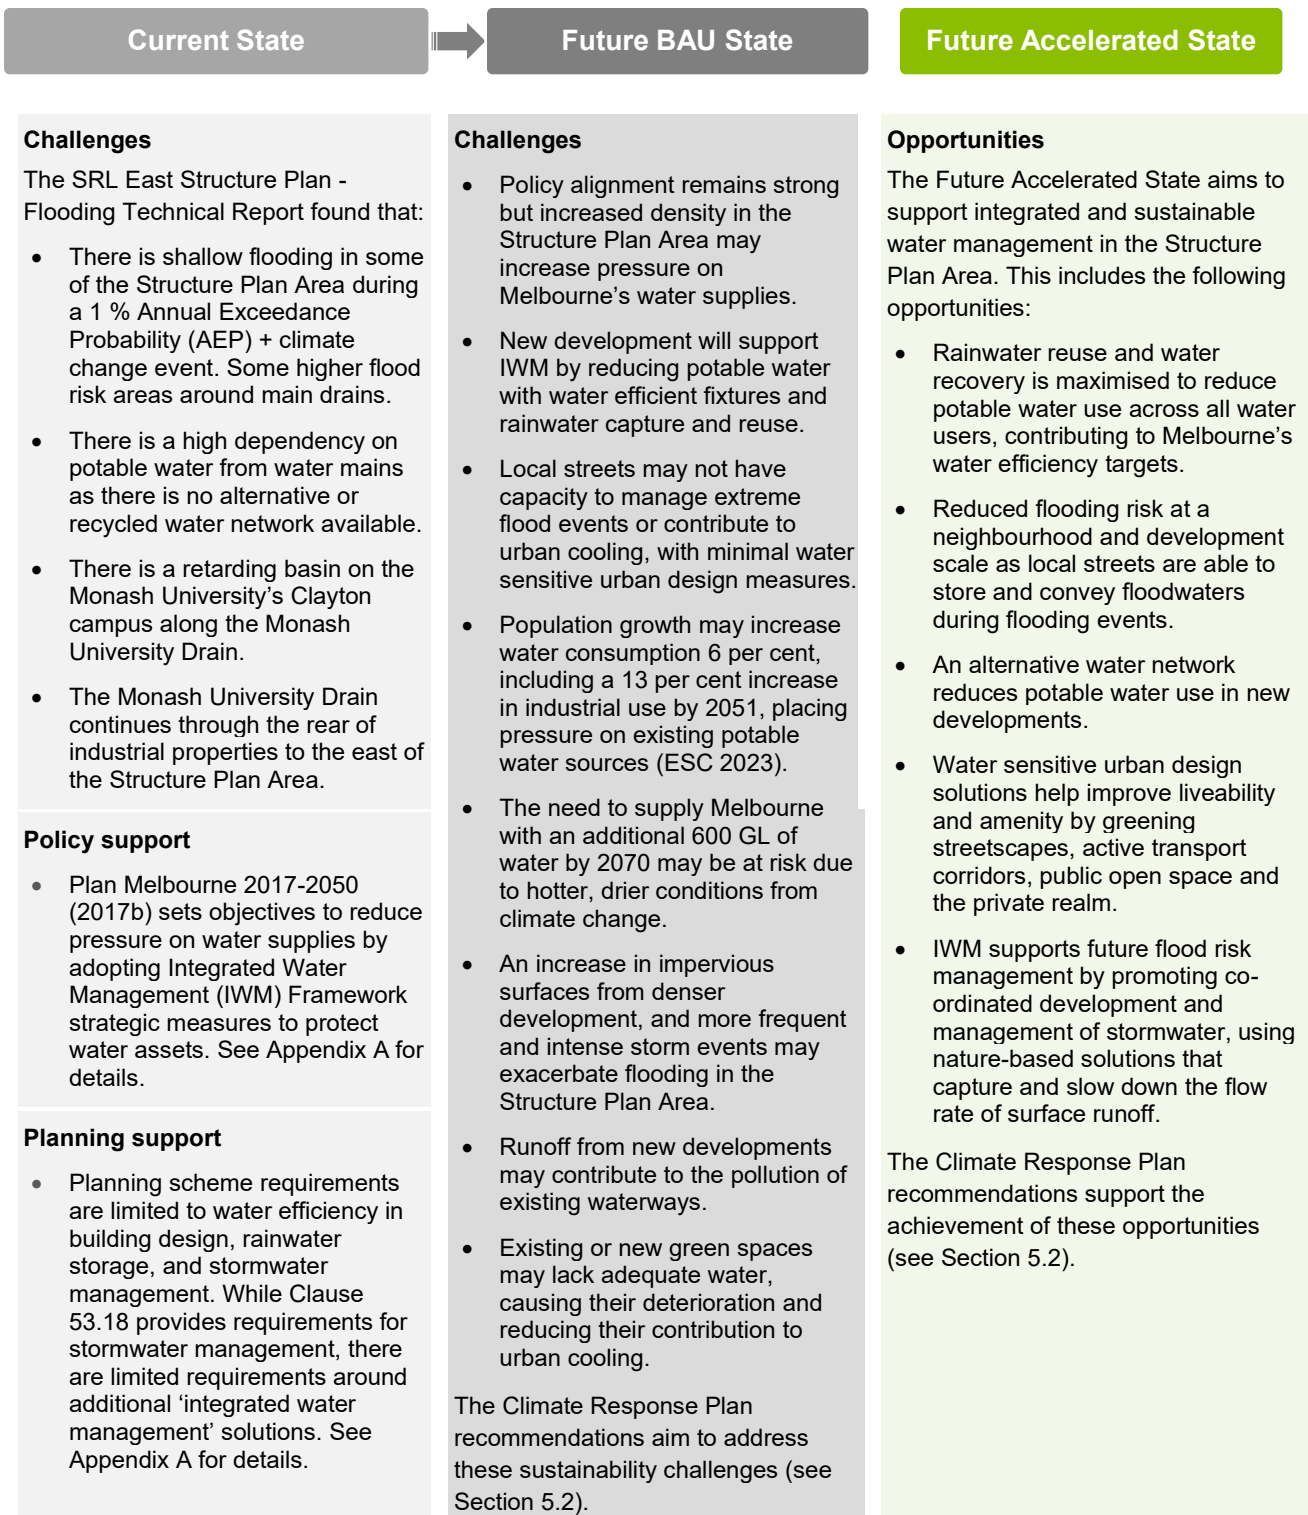 Current State
Future BAU State
Future Accelerated State
Challenges
The SRL East Structure Plan -
Flooding Technical Report found that:
• There is shallow flooding in some
of the Structure Plan Area during
a 1 % Annual Exceedance
Probability (AEP) + climate
change event. Some higher flood
risk areas around main drains.
• There is a high dependency on
potable water from water mains
as there is no alternative or
recycled water network available.
• There is a retarding basin on the
Monash University’s Clayton
campus along the Monash
University Drain.
• The Monash University Drain
continues through the rear of
industrial properties to the east of
the Structure Plan Area.
Policy support
• Plan Melbourne 2017-2050
(2017b) sets objectives to reduce
pressure on water supplies by
adopting Integrated Water
Management (IWM) Framework
strategic measures to protect
water assets. See Appendix A for
details.
Planning support
• Planning scheme requirements
are limited to water efficiency in
building design, rainwater
storage, and stormwater
management. While Clause
53.18 provides requirements for
stormwater management, there
are limited requirements around
additional ‘integrated water
management’ solutions. See
Appendix A for details.
Challenges
• Policy alignment remains strong
but increased density in the
Structure Plan Area may
increase pressure on
Melbourne’s water supplies.
• New development will support
IWM by reducing potable water
with water efficient fixtures and
rainwater capture and reuse.
• Local streets may not have
capacity to manage extreme
flood events or contribute to
urban cooling, with minimal water
sensitive urban design measures.
• Population growth may increase
water consumption 6 per cent,
including a 13 per cent increase
in industrial use by 2051, placing
pressure on existing potable
water sources (ESC 2023).
• The need to supply Melbourne
with an additional 600 GL of
water by 2070 may be at risk due
to hotter, drier conditions from
climate change.
• An increase in impervious
surfaces from denser
development, and more frequent
and intense storm events may
exacerbate flooding in the
Structure Plan Area.
• Runoff from new developments
may contribute to the pollution of
existing waterways.
• Existing or new green spaces
may lack adequate water,
causing their deterioration and
reducing their contribution to
urban cooling.
The Climate Response Plan
recommendations aim to address
these sustainability challenges (see
Section 5.2).
Opportunities
The Future Accelerated State aims to
support integrated and sustainable
water management in the Structure
Plan Area. This includes the following
opportunities:
• Rainwater reuse and water
recovery is maximised to reduce
potable water use across all water
users, contributing to Melbourne’s
water efficiency targets.
• Reduced flooding risk at a
neighbourhood and development
scale as local streets are able to
store and convey floodwaters
during flooding events.
• An alternative water network
reduces potable water use in new
developments.
• Water sensitive urban design
solutions help improve liveability
and amenity by greening
streetscapes, active transport
corridors, public open space and
the private realm.
• IWM supports future flood risk
management by promoting co-
ordinated development and
management of stormwater, using
nature-based solutions that
capture and slow down the flow
rate of surface runoff.
The Climate Response Plan
recommendations support the
achievement of these opportunities
(see Section 5.2).